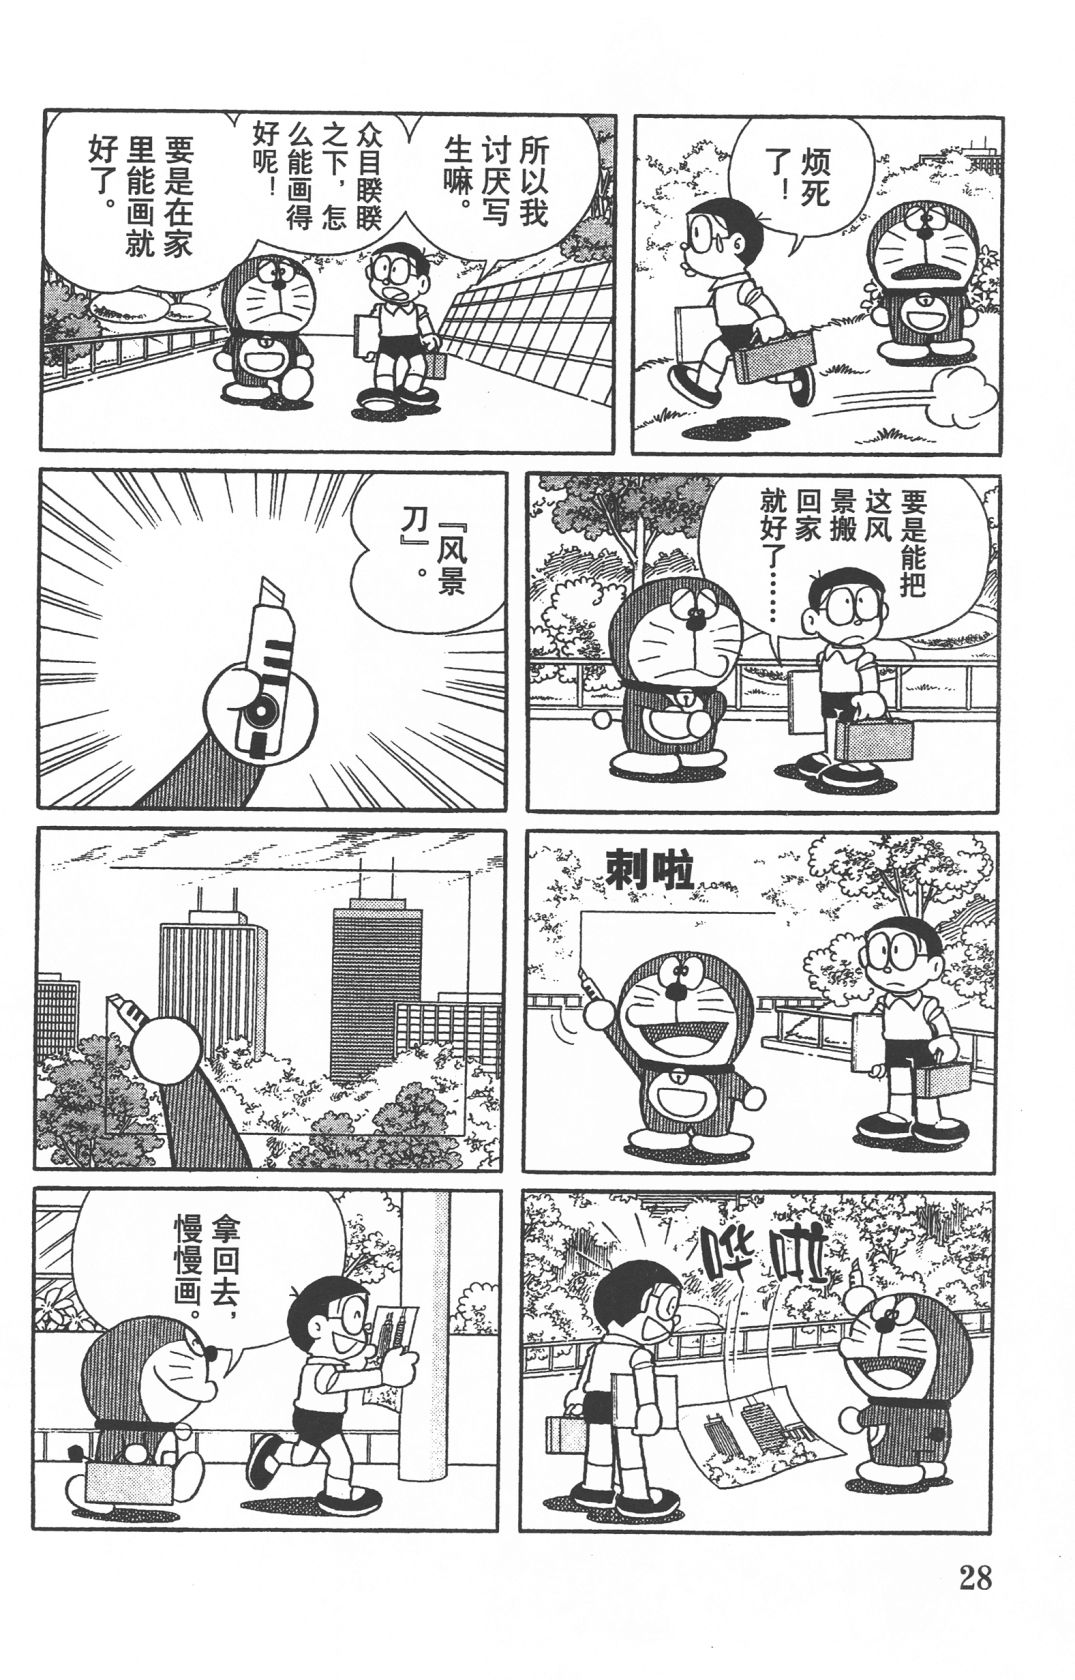 烦死
了！
所以我
讨厌写
生嘛。
众目睽睽
之下，怎
么能画得
好呢！
要是在家
里能画就
好了。
要是能把
这风
景搬
回家
就好了……
『风景
刀』。
刺啦
哗啦
拿回去，
慢慢画。
28